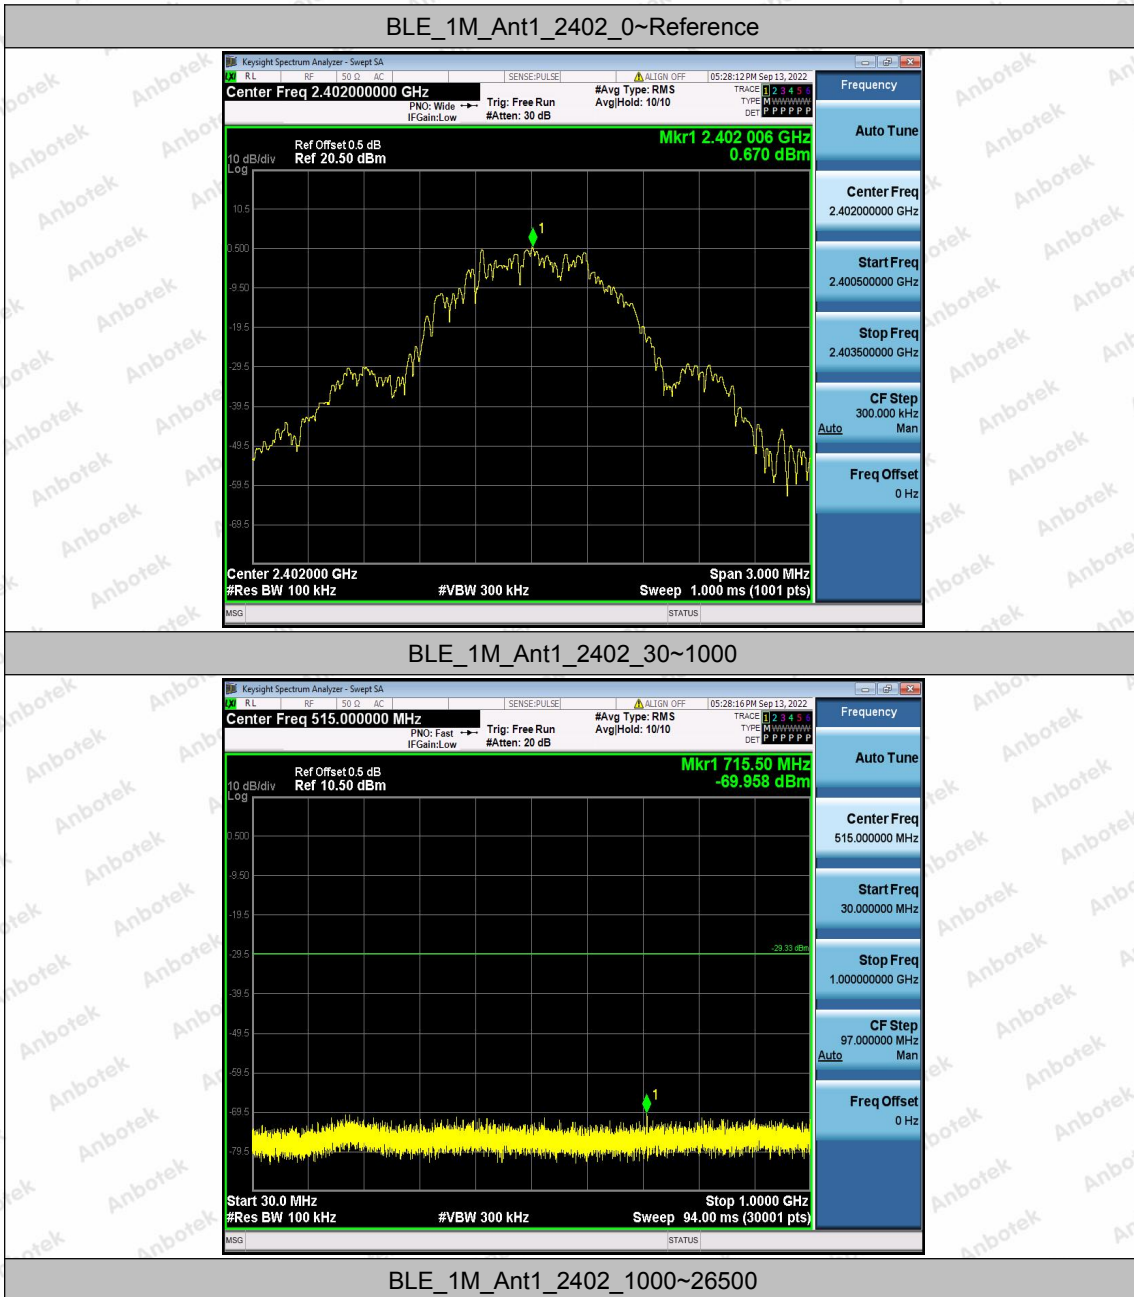 BLE_1M_Ant1_2402_0~Reference
Keysight Spectrum Analyzer - Swept SA
LXI RL RF 50 Ω AC SENSE:PULSE ALIGN OFF 05:28:12 PM Sep 13, 2022
Center Freq 2.402000000 GHz
PNO: Wide
IFGain:Low
Trig: Free Run
#Atten: 30 dB
#Avg Type: RMS
Avg|Hold: 10/10
TRACE 1 2 3 4 5 6
TYPE M W W W W W
DET P P P P P P
Frequency
Mkr1 2.402 006 GHz
0.670 dBm
Ref Offset 0.5 dB
10 dB/div Ref 20.50 dBm
Log
10.5
0.500
-9.50
-19.5
-29.5
-39.5
-49.5
-59.5
-69.5
1
Center 2.402000 GHz Span 3.000 MHz
#Res BW 100 kHz #VBW 300 kHz Sweep 1.000 ms (1001 pts)
MSG STATUS
Auto Tune
Center Freq
2.402000000 GHz
Start Freq
2.400500000 GHz
Stop Freq
2.403500000 GHz
CF Step
300.000 kHz
Auto Man
Freq Offset
0 Hz
BLE_1M_Ant1_2402_30~1000
Keysight Spectrum Analyzer - Swept SA
LXI RL RF 50 Ω AC SENSE:PULSE ALIGN OFF 05:28:16 PM Sep 13, 2022
Center Freq 515.000000 MHz
PNO: Fast
IFGain:Low
Trig: Free Run
#Atten: 20 dB
#Avg Type: RMS
Avg|Hold: 10/10
TRACE 1 2 3 4 5 6
TYPE M W W W W W
DET P P P P P P
Frequency
Mkr1 715.50 MHz
-69.958 dBm
Ref Offset 0.5 dB
10 dB/div Ref 10.50 dBm
Log
0.500
-9.50
-19.5
-29.5
-39.5
-49.5
-59.5
-69.5
-79.5
-29.33 dBm
1
Start 30.0 MHz Stop 1.0000 GHz
#Res BW 100 kHz #VBW 300 kHz Sweep 94.00 ms (30001 pts)
MSG STATUS
Auto Tune
Center Freq
515.000000 MHz
Start Freq
30.000000 MHz
Stop Freq
1.000000000 GHz
CF Step
97.000000 MHz
Auto Man
Freq Offset
0 Hz
BLE_1M_Ant1_2402_1000~26500
Anbotek